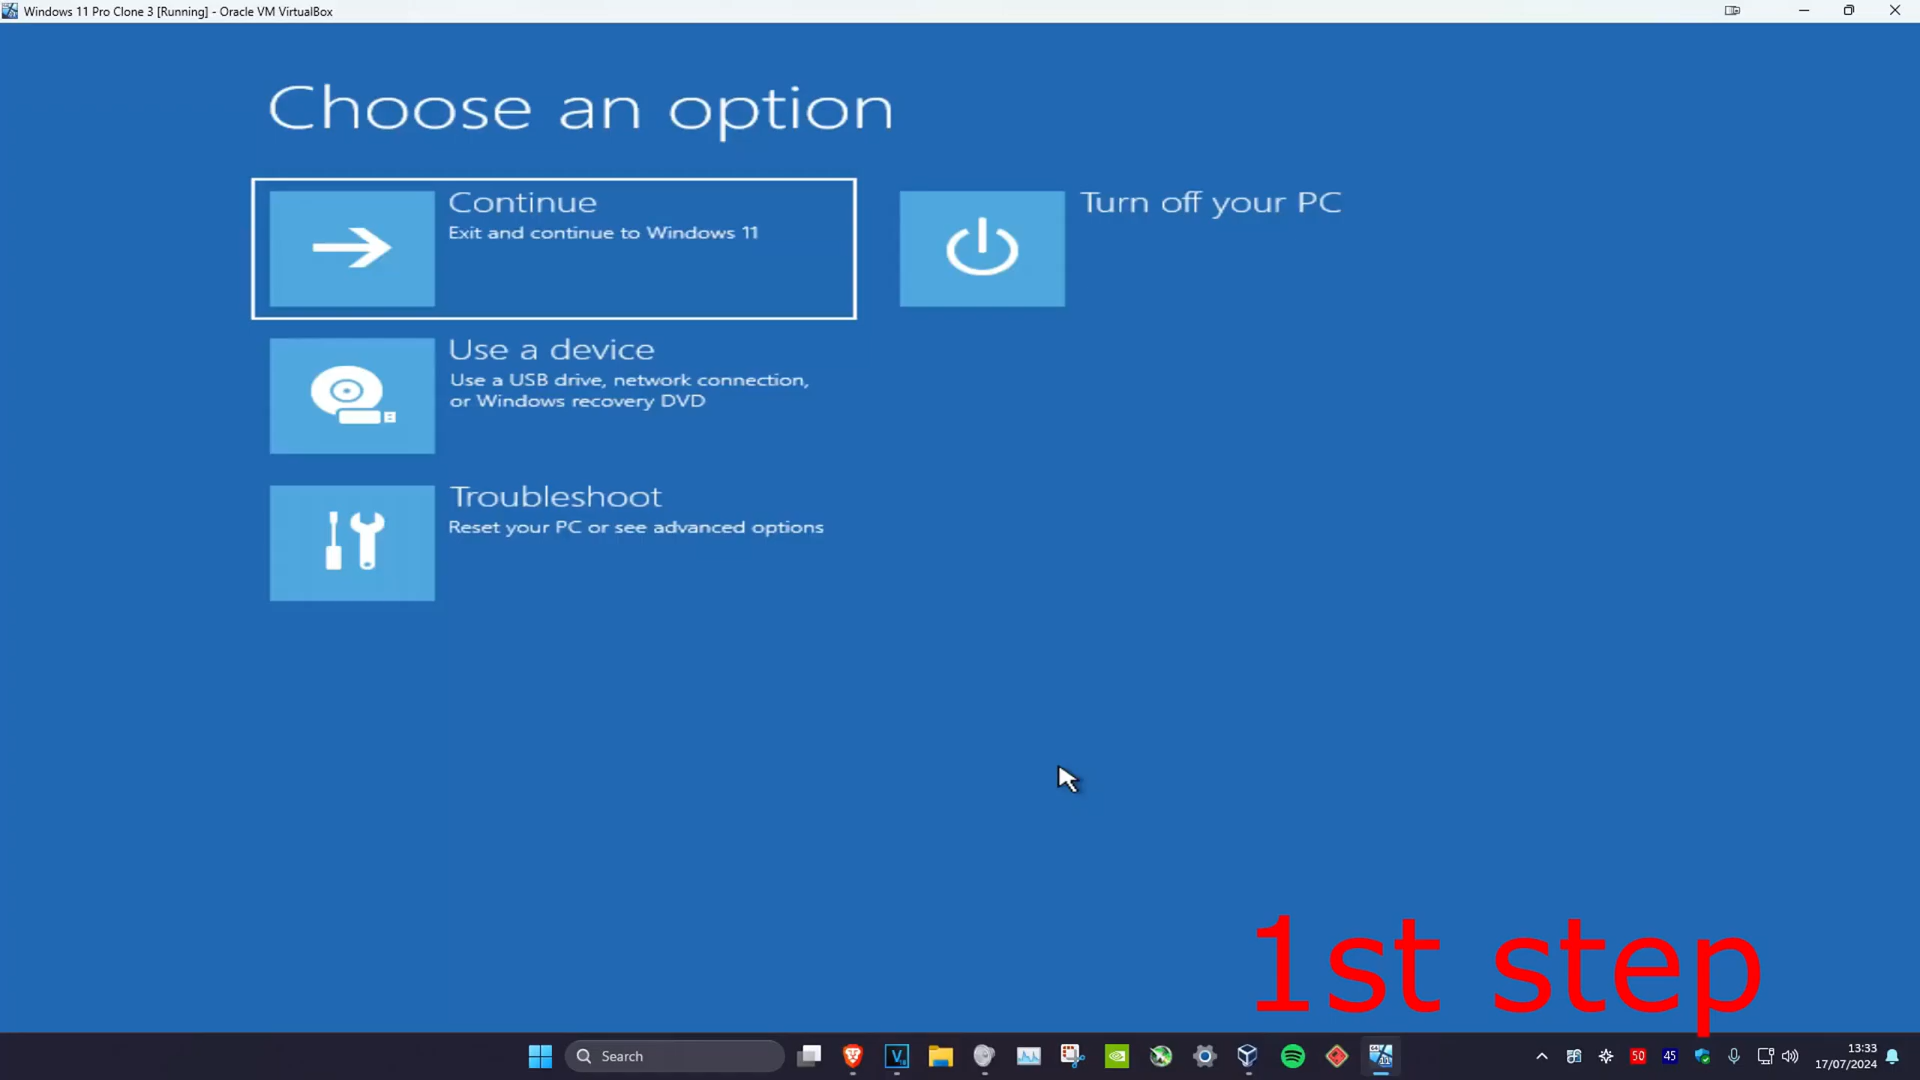 Windows 11 Pro Clone 3 [Running] - Oracle VM VirtualBox
Choose an option
Continue
Exit and continue to Windows 11
Turn off your PC
Use a device
Use a USB drive, network connection,
or Windows recovery DVD
Troubleshoot
Reset your PC or see advanced options
1st step
Search
50
45
13:33
17/07/2024